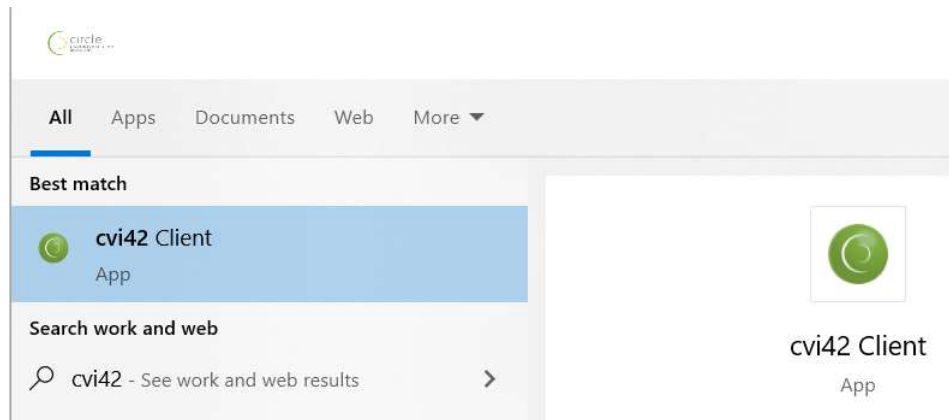 circle
All Apps Documents Web More
Best match
cvi42 Client
App
Search work and web
cvi42 - See work and web results
cvi42 Client
App